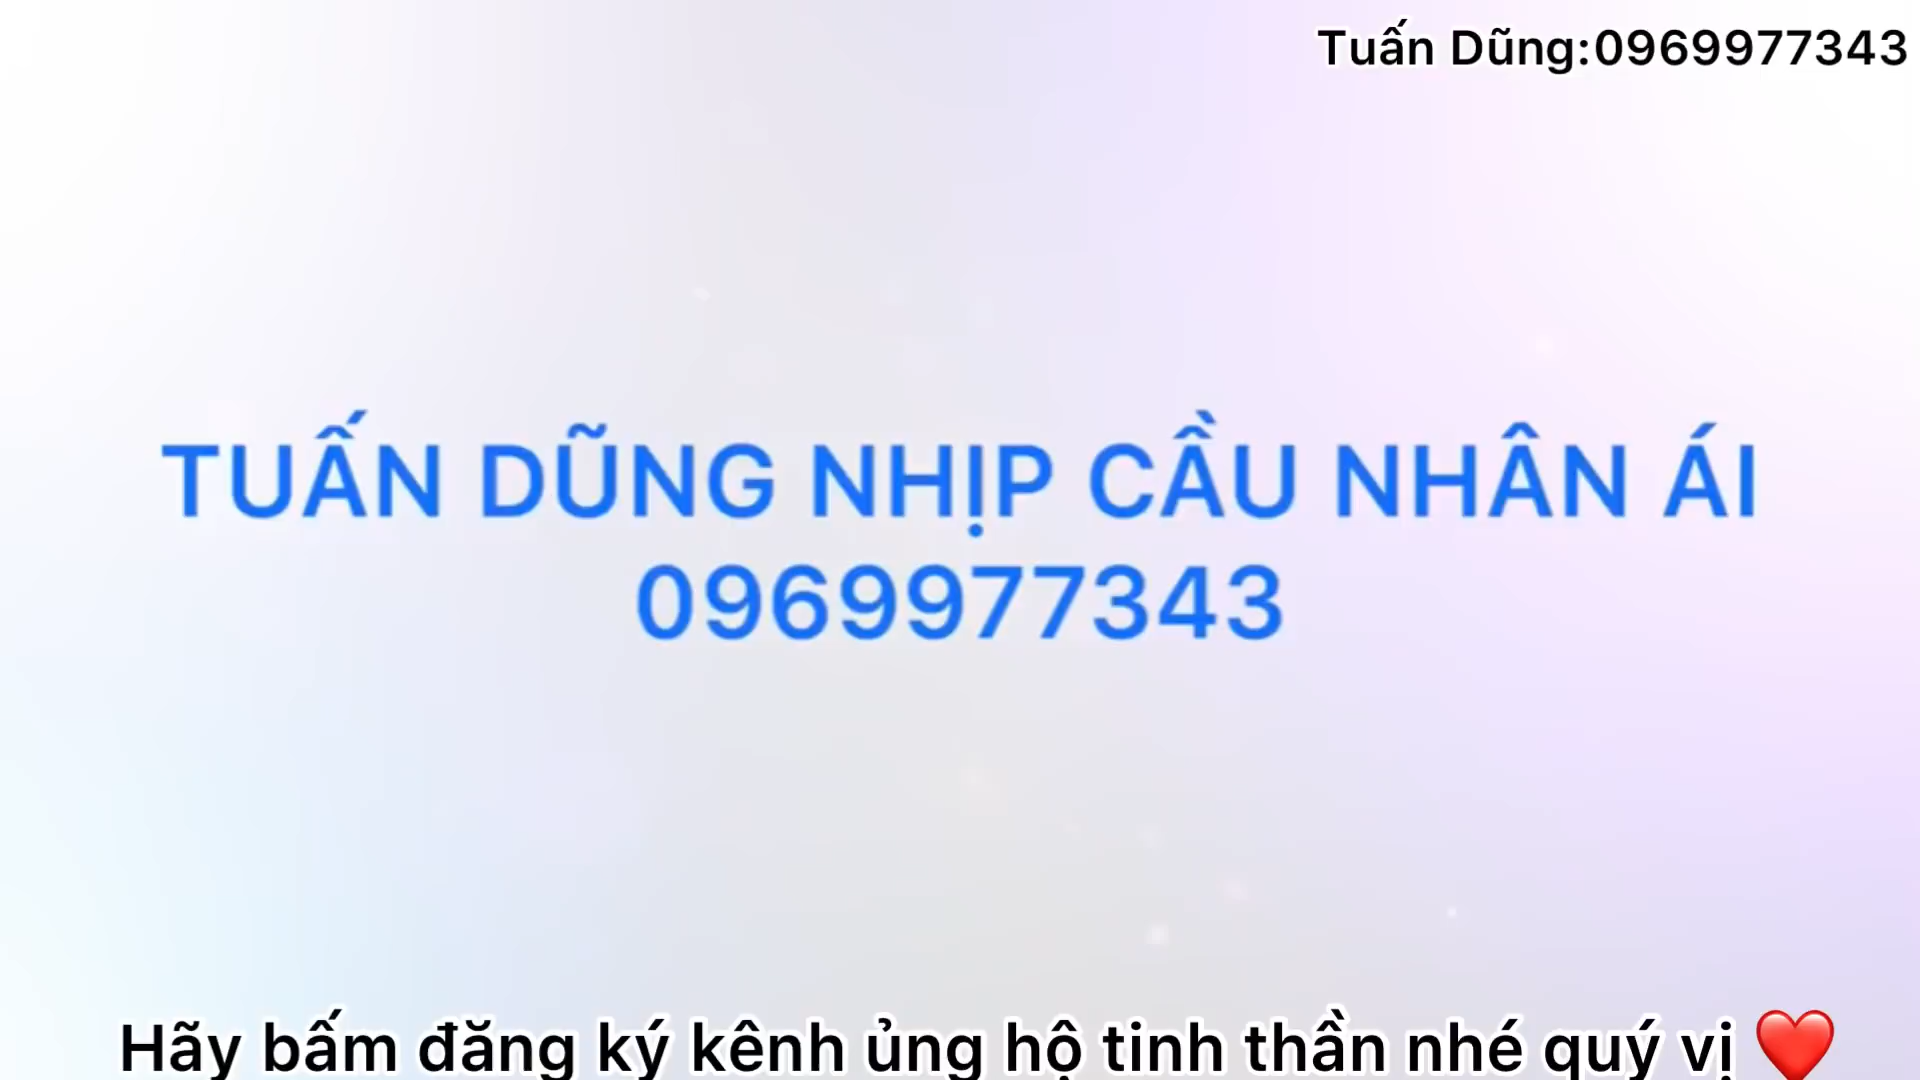 Tuấn Dũng:0969977343
TUẤN DŨNG NHỊP CẦU NHÂN ÁI
0969977343
Hãy bấm đăng ký kênh ủng hộ tinh thần nhé quý vị ❤️